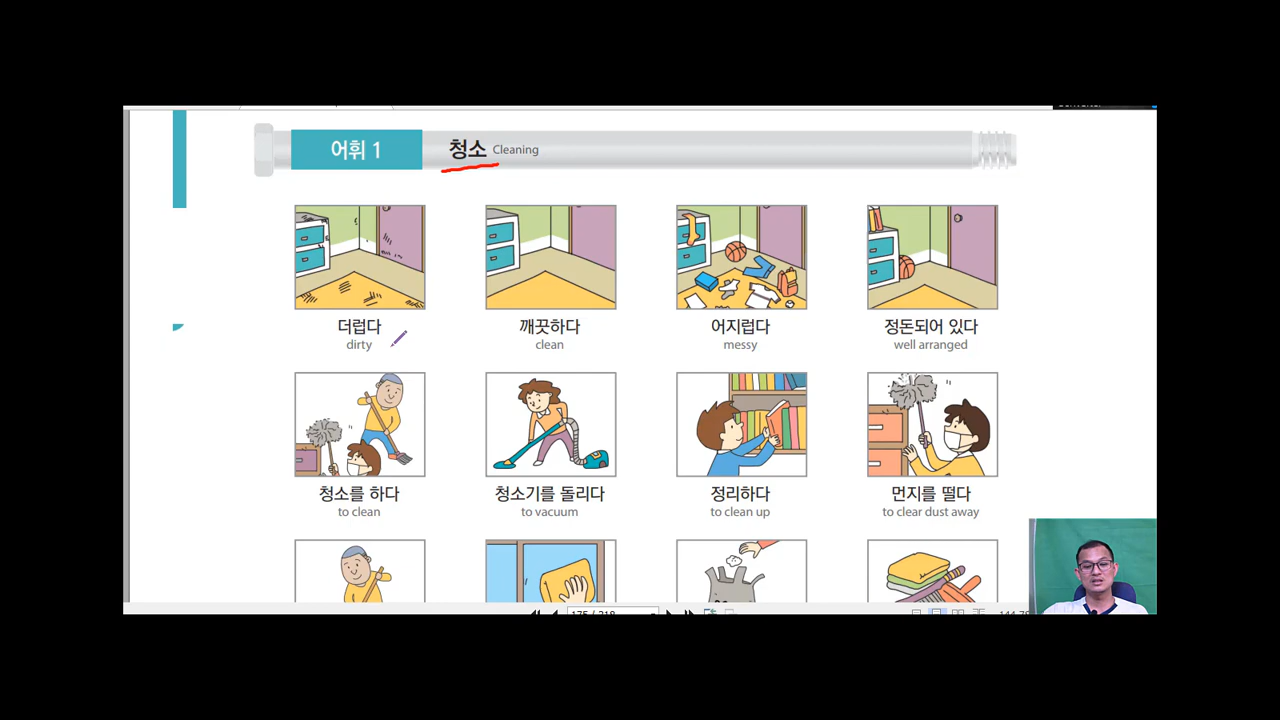 어휘 1
청소 Cleaning
더럽다
dirty
깨끗하다
clean
어지럽다
messy
정돈되어 있다
well arranged
청소를 하다
to clean
청소기를 돌리다
to vacuum
정리하다
to clean up
먼지를 떨다
to clear dust away